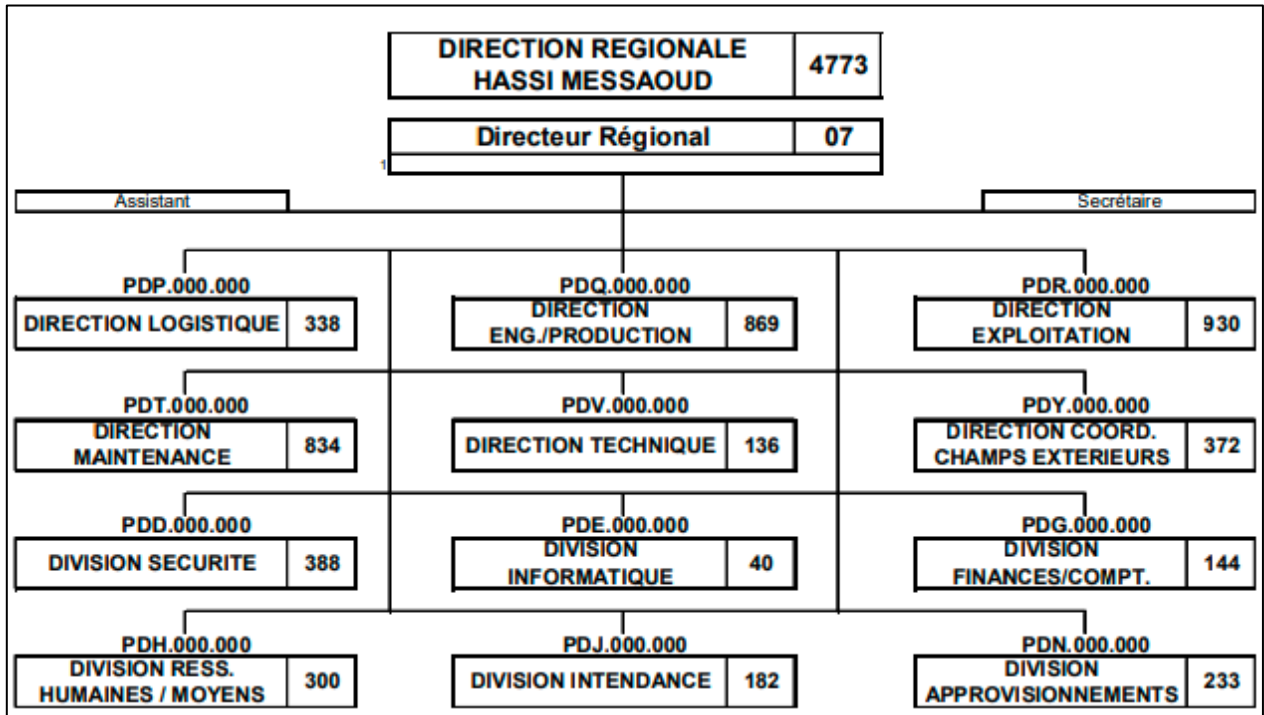 DIRECTION REGIONALE
HASSI MESSAOUD
4773
Directeur Régional
07
1
Assistant
Secrétaire
PDP.000.000
DIRECTION LOGISTIQUE
338
PDQ.000.000
DIRECTION
ENG./PRODUCTION
869
PDR.000.000
DIRECTION
EXPLOITATION
930
PDT.000.000
DIRECTION
MAINTENANCE
834
PDV.000.000
DIRECTION TECHNIQUE
136
PDY.000.000
DIRECTION COORD.
CHAMPS EXTERIEURS
372
PDD.000.000
DIVISION SECURITE
388
PDE.000.000
DIVISION
INFORMATIQUE
40
PDG.000.000
DIVISION
FINANCES/COMPT.
144
PDH.000.000
DIVISION RESS.
HUMAINES / MOYENS
300
PDJ.000.000
DIVISION INTENDANCE
182
PDN.000.000
DIVISION
APPROVISIONNEMENTS
233